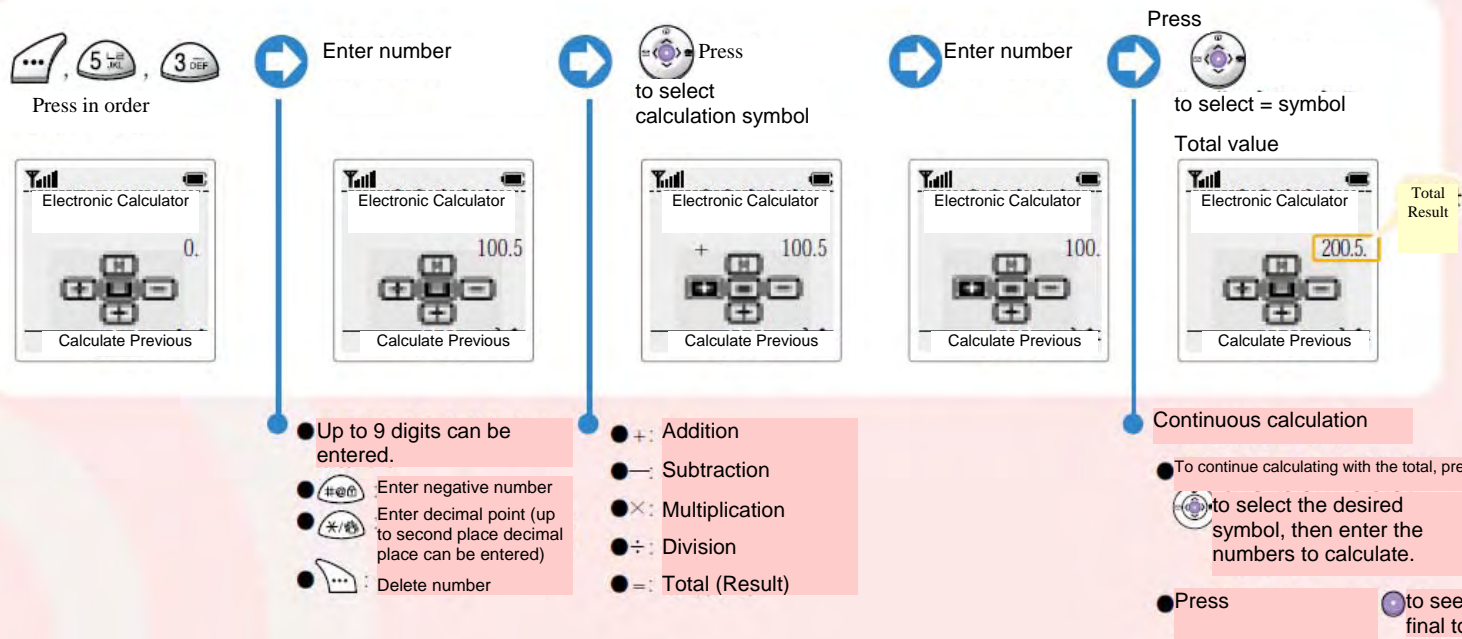 5 JKL , 3 DEF
Press in order
Enter number
Press
to select
calculation symbol
Enter number
Press
to select = symbol
Total value
Electronic Calculator
0.
Calculate Previous
Electronic Calculator
100.5
Calculate Previous
Electronic Calculator
+ 100.5
Calculate Previous
Electronic Calculator
100.
Calculate Previous
Electronic Calculator
200.5.
Calculate Previous
Total
Result
Up to 9 digits can be
entered.
#@ : Enter negative number
Enter decimal point (up
to second place decimal
place can be entered)
: Delete number
+: Addition
—: Subtraction
×: Multiplication
÷: Division
=: Total (Result)
Continuous calculation
To continue calculating with the total, pre
to select the desired
symbol, then enter the
numbers to calculate.
Press to see
final to